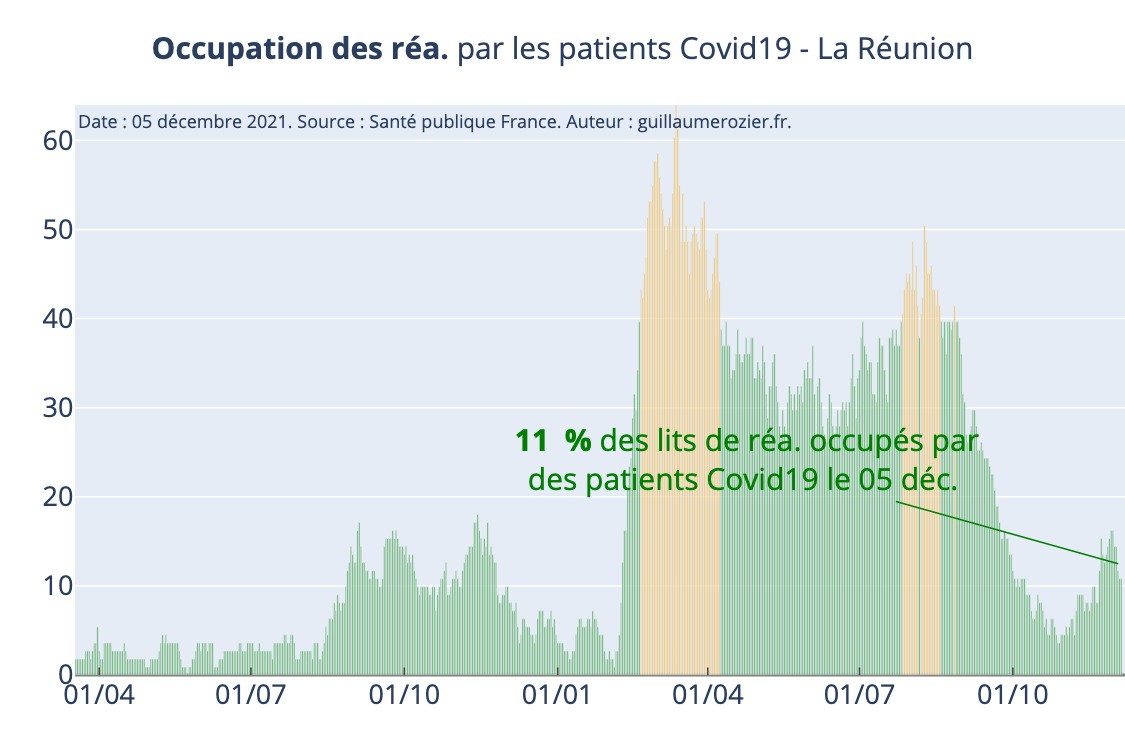 Occupation des réa. par les patients Covid19 - La Réunion
Date : 05 décembre 2021. Source : Santé publique France. Auteur : guillaumerozier.fr.
60
50
40
30
11 % des lits de réa. occupés par
des patients Covid19 le 05 déc.
20
10
0
01/04 01/07 01/10 01/01 01/04 01/07 01/10